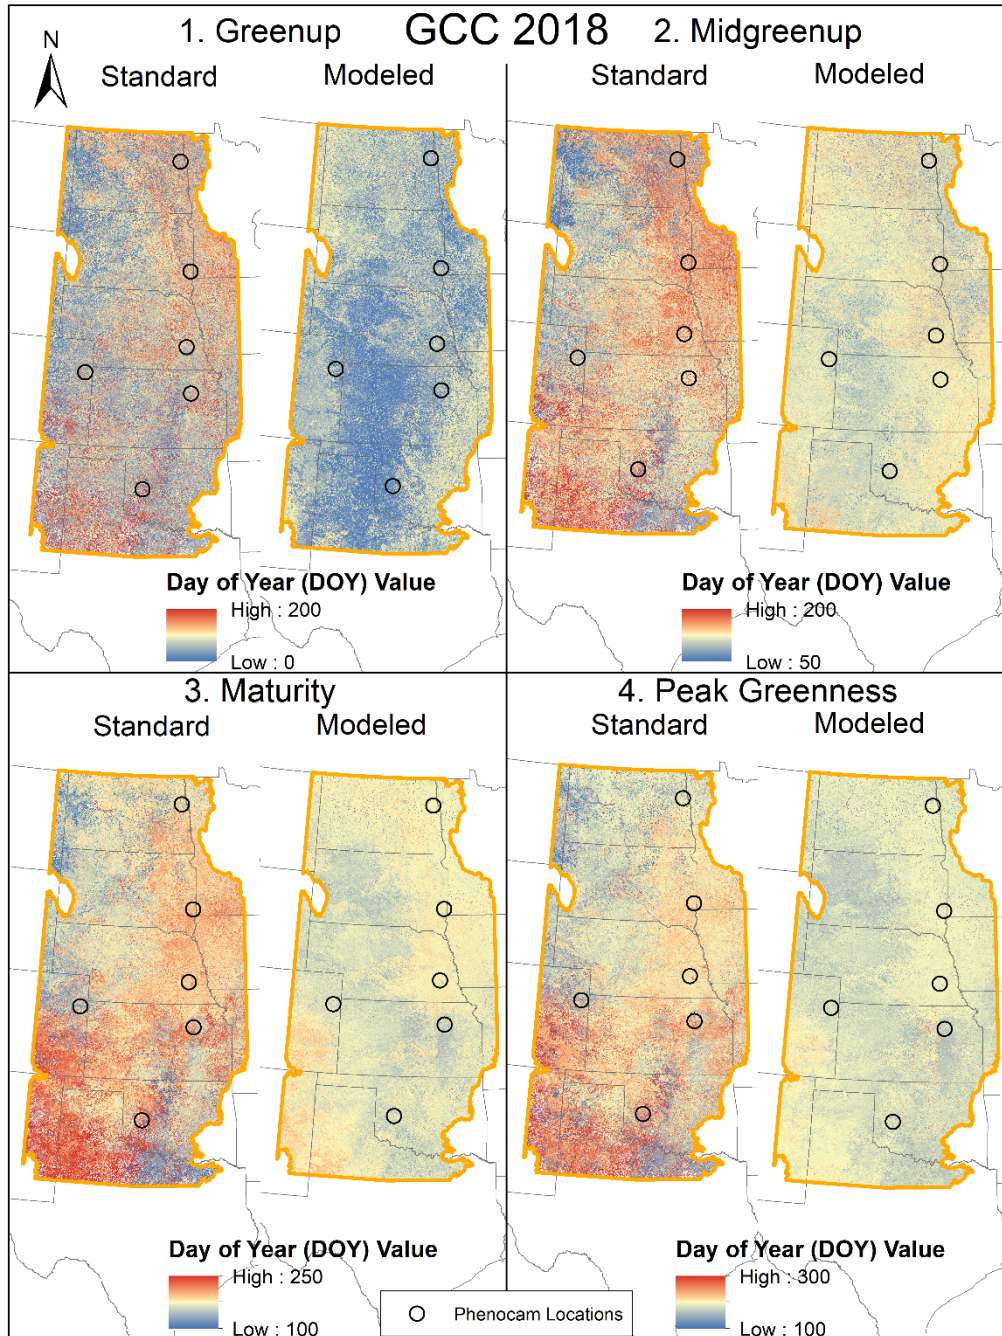 GCC 2018
N
1. Greenup
Standard
Modeled
Day of Year (DOY) Value
High : 200
Low : 0
2. Midgreenup
Standard
Modeled
Day of Year (DOY) Value
High : 200
Low : 50
3. Maturity
Standard
Modeled
Day of Year (DOY) Value
High : 250
Low : 100
4. Peak Greenness
Standard
Modeled
Day of Year (DOY) Value
High : 300
Low : 100
Phenocam Locations